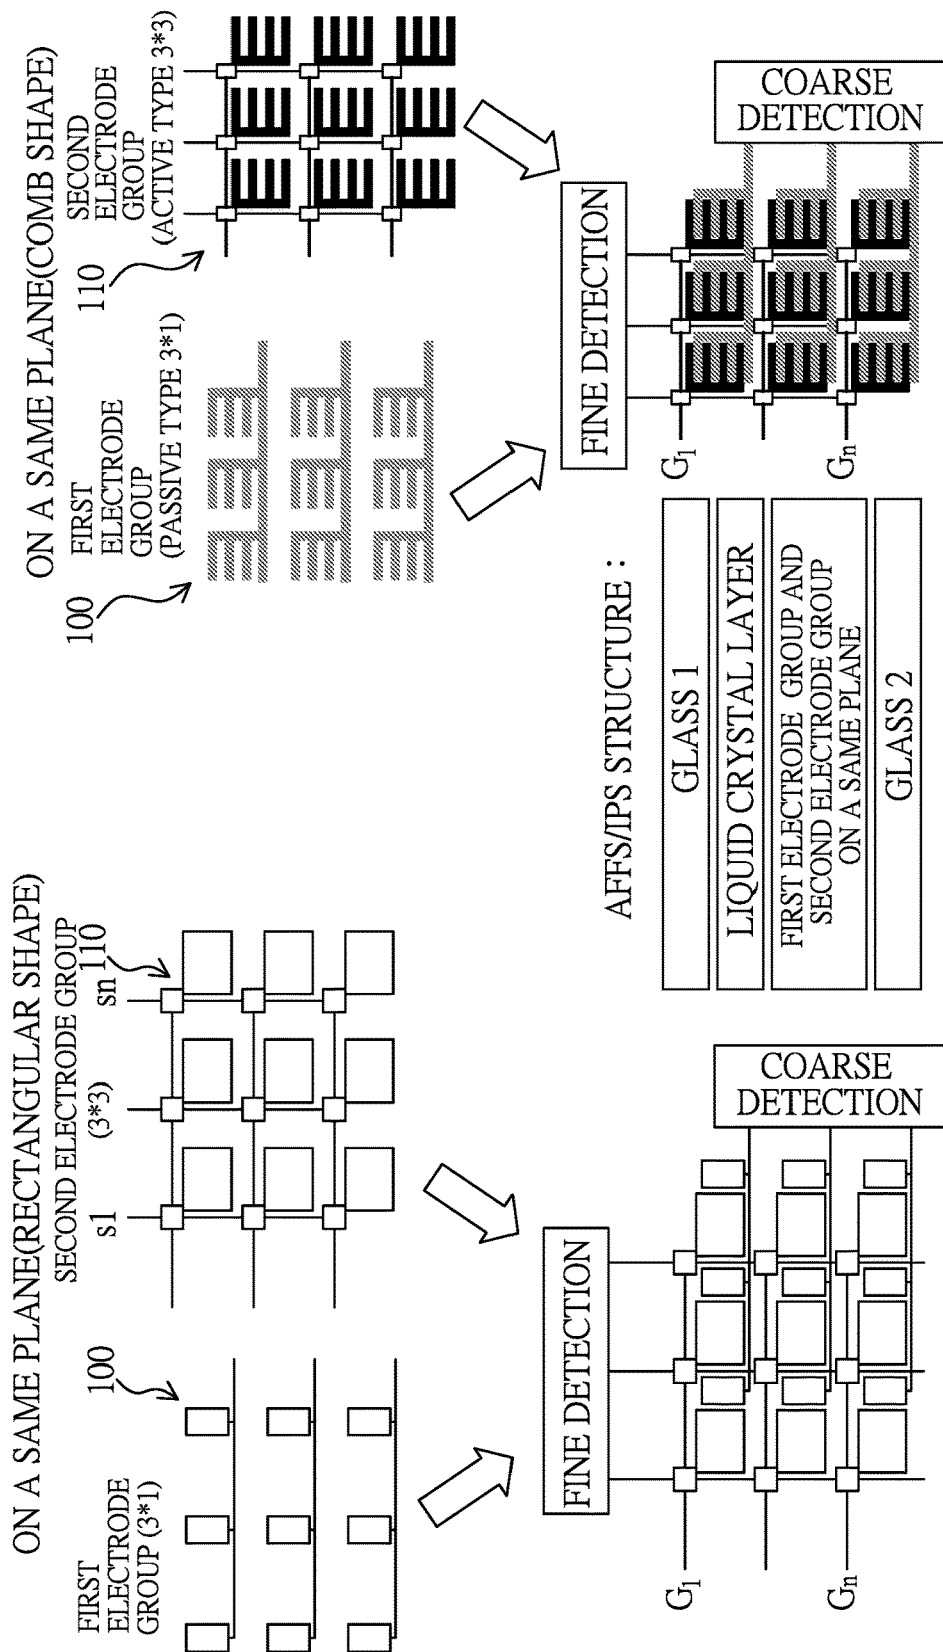 ON A SAME PLANE(RECTANGULAR SHAPE)
FIRST
ELECTRODE
GROUP (3*1)
100
SECOND ELECTRODE GROUP
(3*3)
s1
sn
110
FINE DETECTION
G1
Gn
COARSE
DETECTION
ON A SAME PLANE(COMB SHAPE)
FIRST
ELECTRODE
GROUP
(PASSIVE TYPE 3*1)
100
SECOND
ELECTRODE
GROUP
(ACTIVE TYPE 3*3)
110
FINE DETECTION
G1
Gn
COARSE
DETECTION
AFFS/IPS STRUCTURE :
GLASS 1
LIQUID CRYSTAL LAYER
FIRST ELECTRODE GROUP AND
SECOND ELECTRODE GROUP
ON A SAME PLANE
GLASS 2